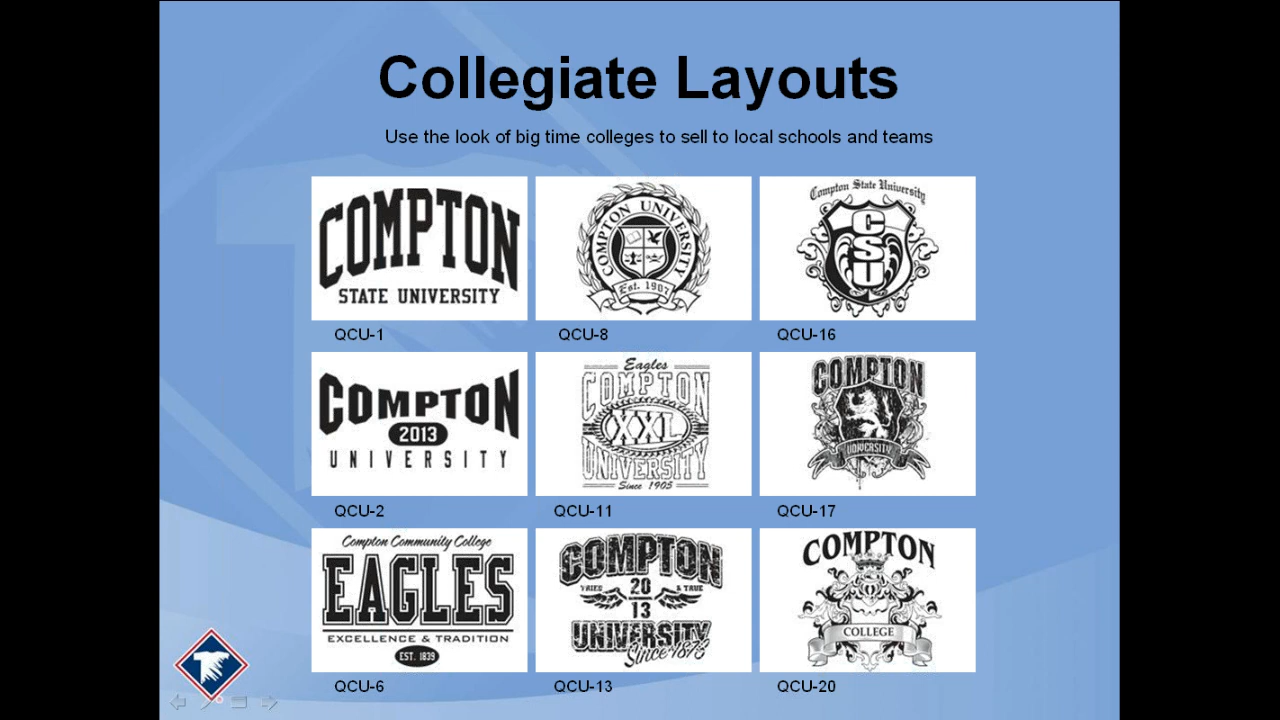 Collegiate Layouts
Use the look of big time colleges to sell to local schools and teams
COMPTON
STATE UNIVERSITY
QCU-1
COMPTON UNIVERSITY
Est. 1907
QCU-8
Compton State University
CSU
QCU-16
COMPTON
2013
UNIVERSITY
QCU-2
Eagles
COMPTON
XXL
UNIVERSITY
Since 1905
QCU-11
COMPTON
UNIVERSITY
QCU-17
Compton Community College
EAGLES
EXCELLENCE & TRADITION
EST. 1839
QCU-6
COMPTON
TRIED 20 & TRUE
13
UNIVERSITY
Since 1876
QCU-13
COMPTON
COLLEGE
QCU-20